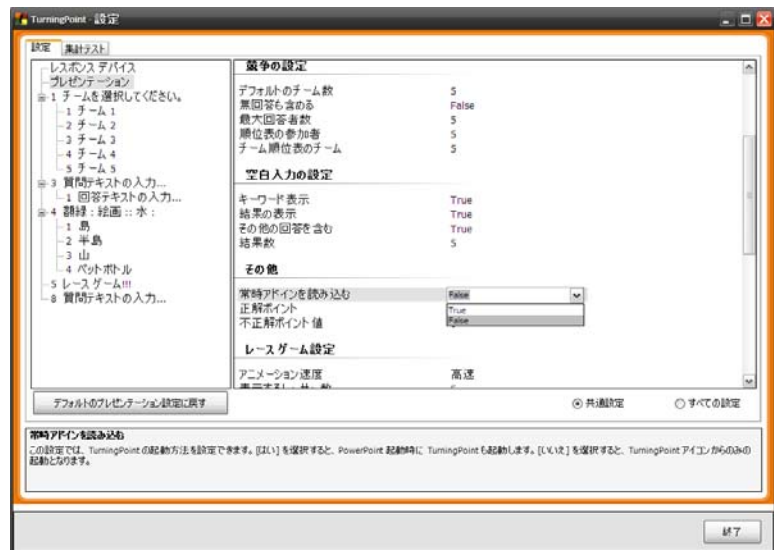 TurningPoint - 設定
設定 集計テスト
レスポンス デバイス
プレゼンテーション
1 チームを選択してください。
1 チーム 1
2 チーム 2
3 チーム 3
4 チーム 4
5 チーム 5
3 質問テキストの入力...
1 回答テキストの入力...
4 額縁 : 絵画 :: 水 :
1 島
2 半島
3 山
4 ペットボトル
5 レース ゲーム!!!
8 質問テキストの入力...
デフォルトのプレゼンテーション設定に戻す
競争の設定
デフォルトのチーム数 5
無回答も含める False
最大回答者数 5
順位表の参加者 5
チーム順位表のチーム 5
空白入力の設定
キーワード表示 True
結果の表示 True
その他の回答を含む True
結果数 5
その他
常時アドインを読み込む False
正解ポイント True
不正解ポイント値 False
レース ゲーム設定
アニメーション速度 高速
共通設定 すべての設定
常時アドインを読み込む
この設定では、TurningPoint の起動方法を設定できます。[はい] を選択すると、PowerPoint 起動時に TurningPoint も起動します。[いいえ] を選択すると、TurningPoint アイコンからのみの
起動となります。
終了